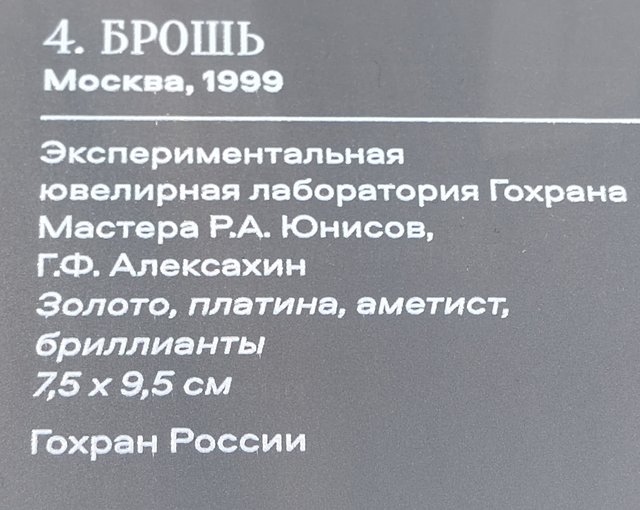 4. БРОШЬ
Москва, 1999
Экспериментальная
ювелирная лаборатория Гохрана
Мастера Р.А. Юнисов,
Г.Ф. Алексахин
Золото, платина, аметист,
бриллианты
7,5 x 9,5 см
Гохран России